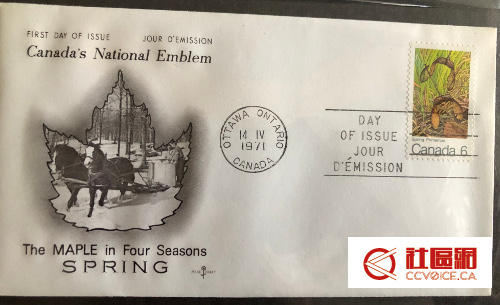 FIRST DAY OF ISSUE JOUR D'ÉMISSION
Canada's National Emblem
The MAPLE in Four Seasons
SPRING
OTTAWA ONTARIO
14 IV
1971
CANADA
DAY
OF ISSUE
JOUR
D'ÉMISSION
Canada 6
社區網
CCVOICE.CA